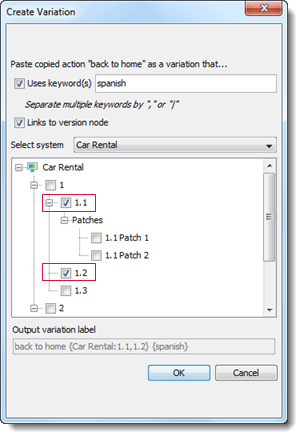 Create Variation
Paste copied action "back to home" as a variation that...
Uses keyword(s) spanish
Separate multiple keywords by "," or "|"
Links to version node
Select system Car Rental
Car Rental
1
1.1
Patches
1.1 Patch 1
1.1 Patch 2
1.2
1.3
2
Output variation label
back to home {Car Rental:1.1,1.2} {spanish}
OK Cancel